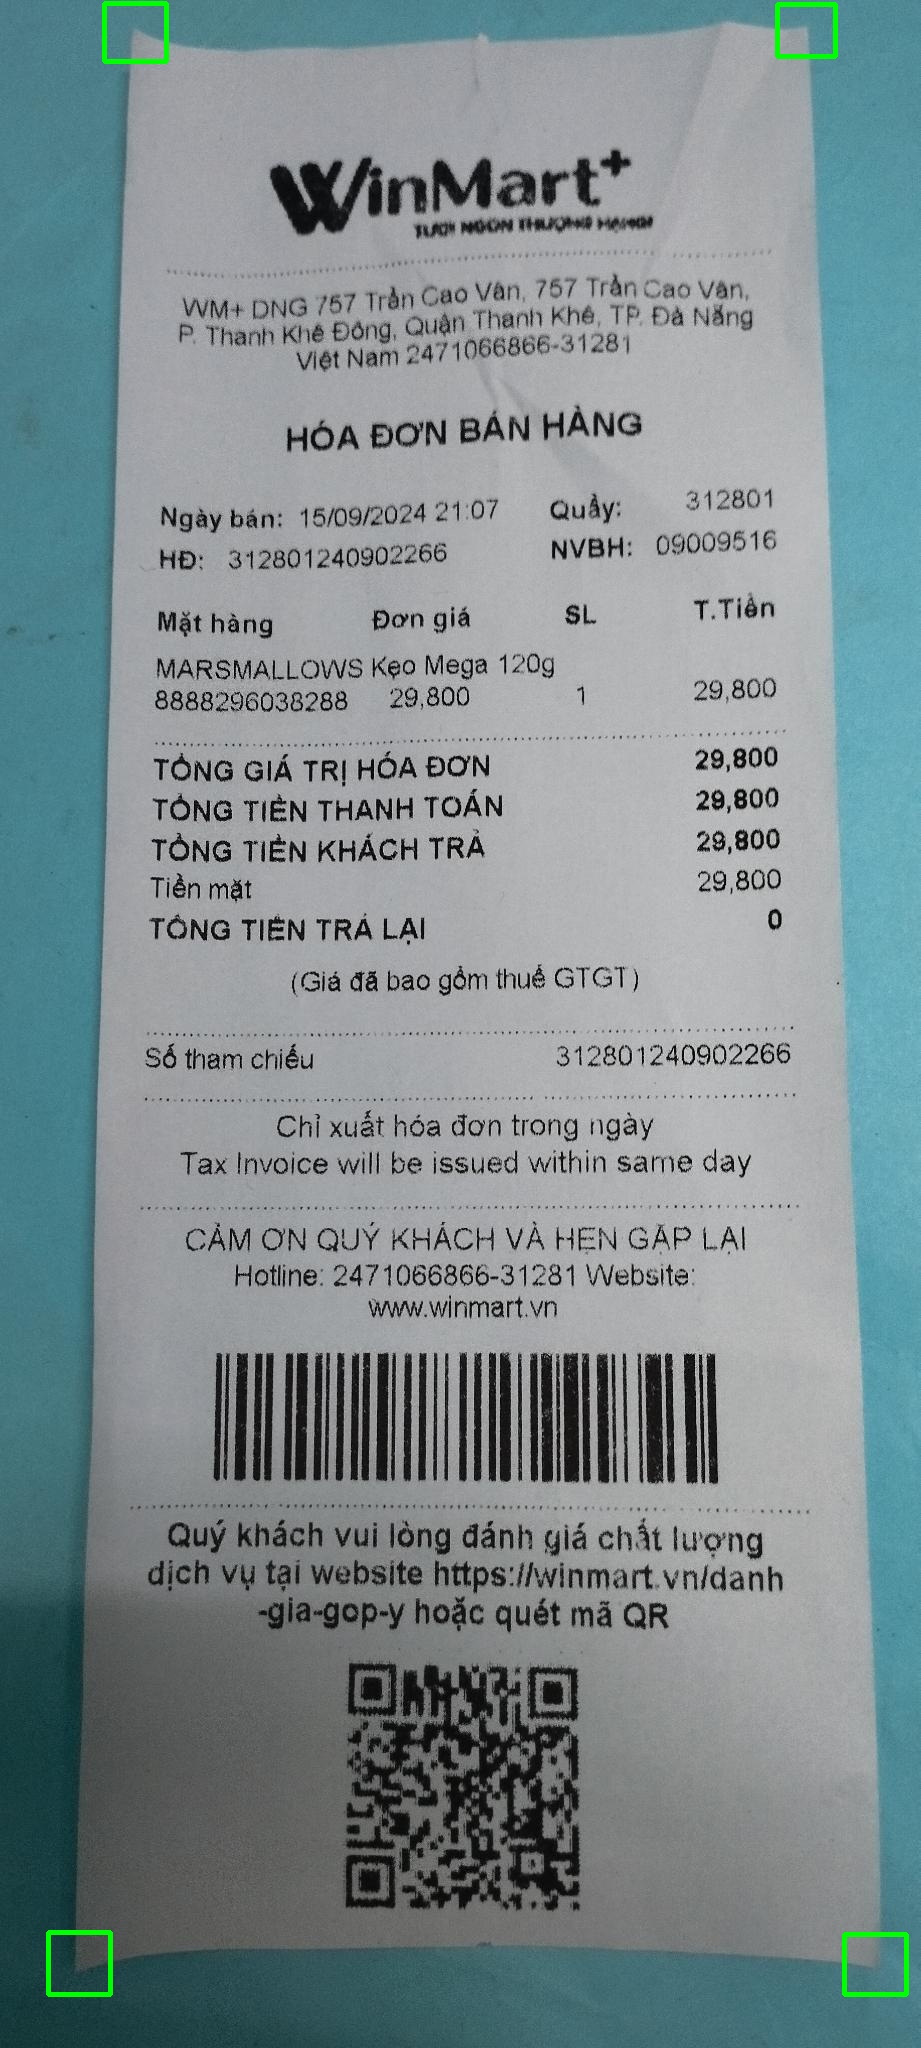 WinMart+
TƯƠI NGON THƯỢNG HẠNG
WM+ DNG 757 Trần Cao Vân, 757 Trần Cao Vân,
P. Thanh Khê Đông, Quận Thanh Khê, TP. Đà Nẵng
Việt Nam 2471066866-31281
HÓA ĐƠN BÁN HÀNG
Ngày bán: 15/09/2024 21:07 Quầy: 312801
HĐ: 312801240902266 NVBH: 09009516
Mặt hàng Đơn giá SL T.Tiền
MARSMALLOWS Kẹo Mega 120g
8888296038288 29,800 1 29,800
TỔNG GIÁ TRỊ HÓA ĐƠN 29,800
TỔNG TIỀN THANH TOÁN 29,800
TỔNG TIỀN KHÁCH TRẢ 29,800
Tiền mặt 29,800
TỔNG TIỀN TRẢ LẠI 0
(Giá đã bao gồm thuế GTGT)
Số tham chiếu 312801240902266
Chỉ xuất hóa đơn trong ngày
Tax Invoice will be issued within same day
CẢM ƠN QUÝ KHÁCH VÀ HẸN GẶP LẠI
Hotline: 2471066866-31281 Website:
www.winmart.vn
Quý khách vui lòng đánh giá chất lượng
dịch vụ tại website https://winmart.vn/danh
-gia-gop-y hoặc quét mã QR